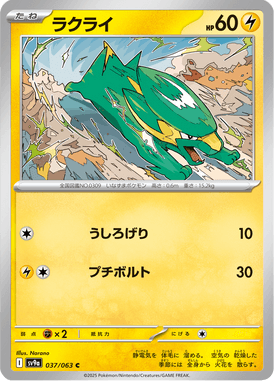 たね ラクライ HP60
全国図鑑NO.0309 いなずまポケモン 高さ：0.6m 重さ：15.2kg
うしろげり 10
プチボルト 30
弱点 ×2 抵抗力 にげる
Illus. Narano
sv9a 037/063 C
静電気を 体毛に 溜める。 空気の 乾燥した
季節には 全身から 火花が 散る。
©2025 Pokémon/Nintendo/Creatures/GAME FREAK.